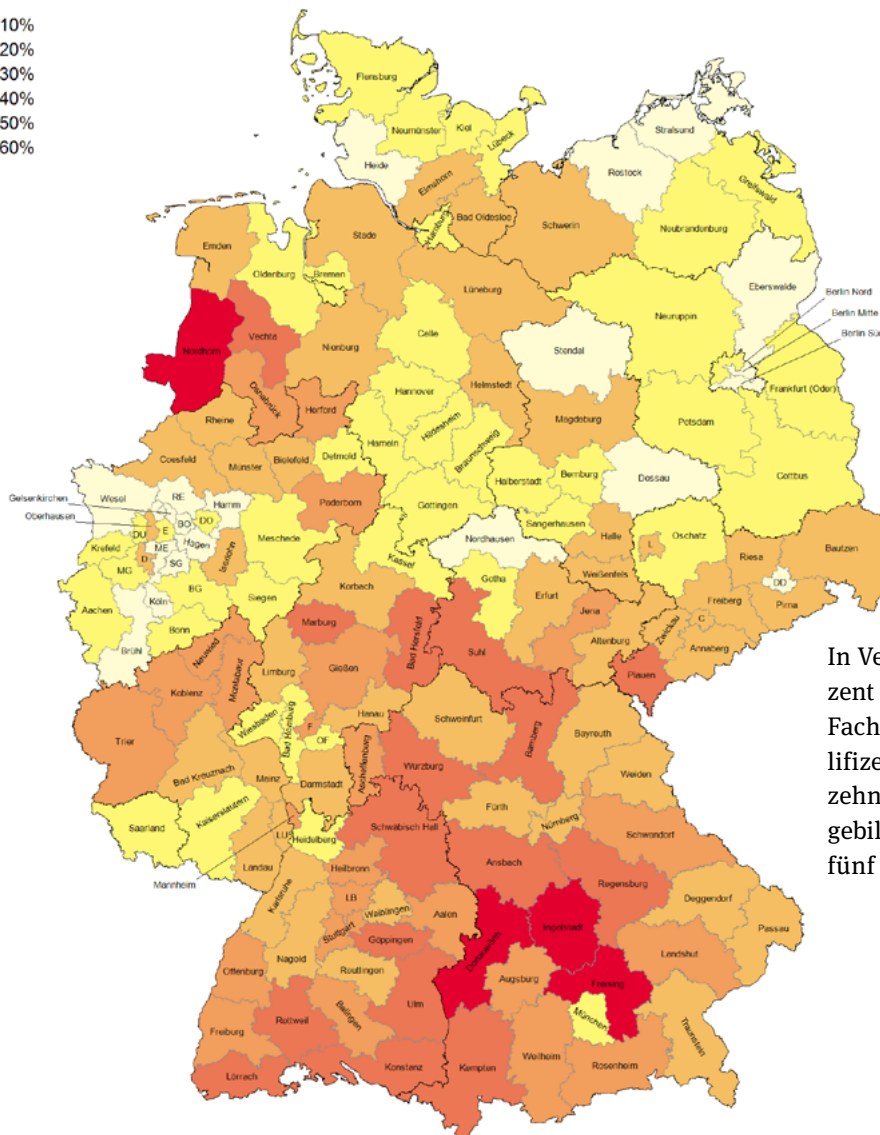 10%
20%
30%
40%
50%
60%
Flensburg
Neumünster
Kiel
Lübeck
Heide
Stralsund
Rostock
Greifswald
Elmshorn
Bad Oldesloe
Hamburg
Schwerin
Neubrandenburg
Emden
Stade
Oldenburg
Bremen
Lüneburg
Eberswalde
Berlin Nord
Berlin Mitte
Neuruppin
Nordhorn
Vechte
Nienburg
Celle
Stendal
Hannover
Helmstedt
Frankfurt (Oder)
Osnabrück
Herford
Rheine
Magdeburg
Potsdam
Hildesheim
Braunschweig
Hameln
Coesfeld
Münster
Bielefeld
Detmold
Halberstadt
Bernburg
Dessau
Cottbus
Gelsenkirchen
Oberhausen
Wesel
RE
Hamm
Paderborn
Göttingen
Sangerhausen
BO
DO
DU
E
Krefeld
D
ME
Hagen
Iserlohn
Meschede
Nordhausen
Halle
L
Oschatz
MG
SG
Kassel
Weißenfels
Riesa
Bautzen
DD
Aachen
Köln
BG
Siegen
Korbach
Gotha
Erfurt
Jena
Freiberg
Pirna
Bonn
Brühl
Marburg
Bad Hersfeld
Suhl
Altenburg
Zwickau
C
Annaberg
Neuwied
Montabaur
Limburg
Gießen
Plauen
In Ve
zent
Fach
lifize
zehn
gebil
fünf
Koblenz
Trier
Wiesbaden
Bad Homburg
F
OF
Hanau
Schweinfurt
Bamberg
Bayreuth
Bad Kreuznach
Mainz
Darmstadt
Aschaffenburg
Würzburg
Weiden
Saarland
Kaiserslautern
LU
Heidelberg
Fürth
Nürnberg
Schwandorf
Mannheim
Landau
Schwäbisch Hall
Ansbach
Karlsruhe
Heilbronn
Regensburg
Deggendorf
LB
Waiblingen
Aalen
Stuttgart
Göppingen
Ingolstadt
Passau
Nagold
Donauwörth
Landshut
Offenburg
Reutlingen
Augsburg
Freising
Ulm
Balingen
München
Freiburg
Rottweil
Traunstein
Lörrach
Konstanz
Kempten
Weilheim
Rosenheim